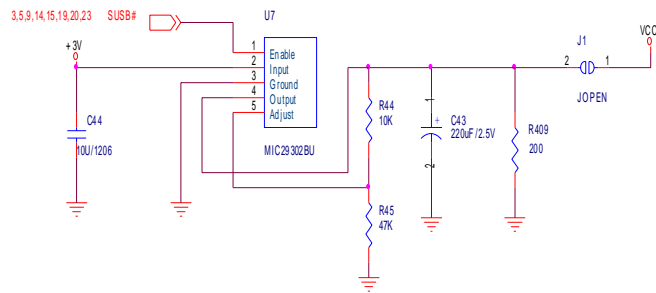 3,5,9,14,15,19,20,23 SUSB#
U7
+3V
1 Enable
2 Input
3 Ground
4 Output
5 Adjust
MIC29302BU
C44
10U/1206
R44
10K
R45
47K
1
+
C43
220uF/2.5V
2
R409
200
J1
2 1
JOPEN
VCC